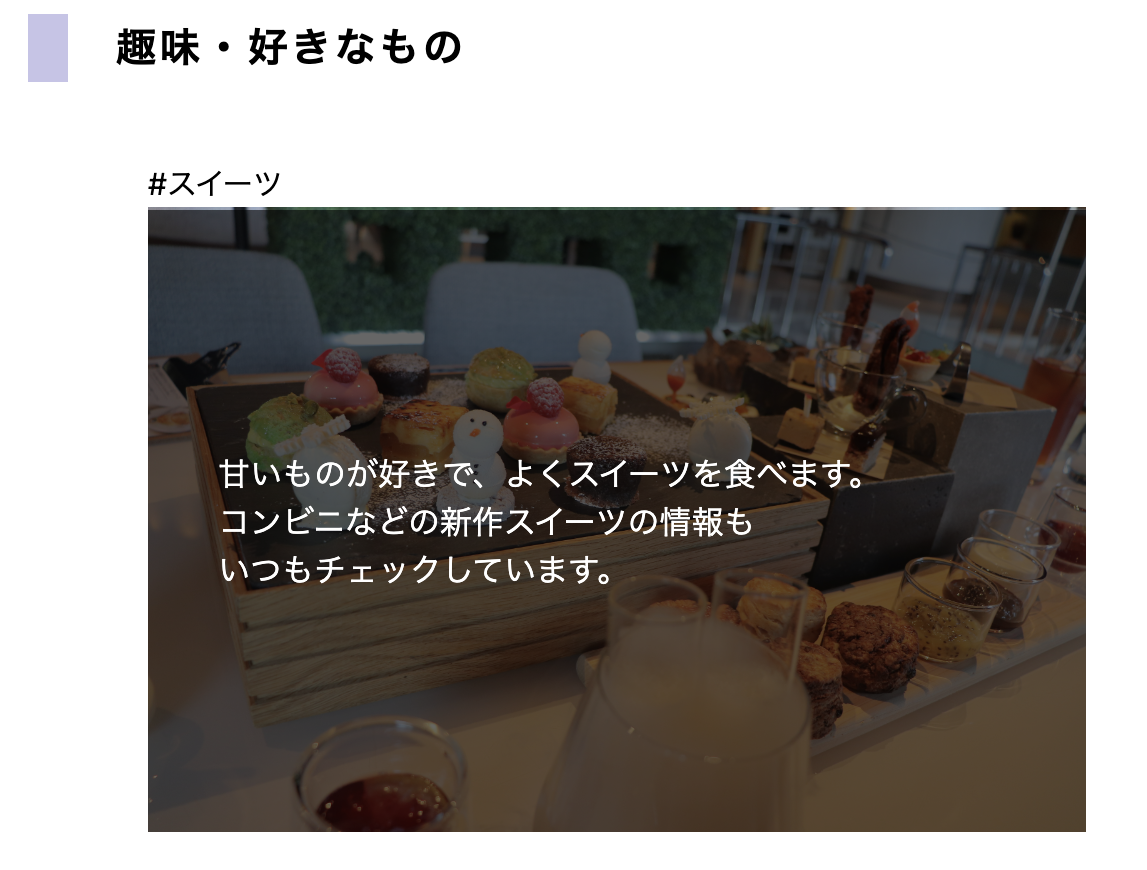 趣味・好きなもの
#スイーツ
甘いものが好きで、よくスイーツを食べます。
コンビニなどの新作スイーツの情報も
いつもチェックしています。